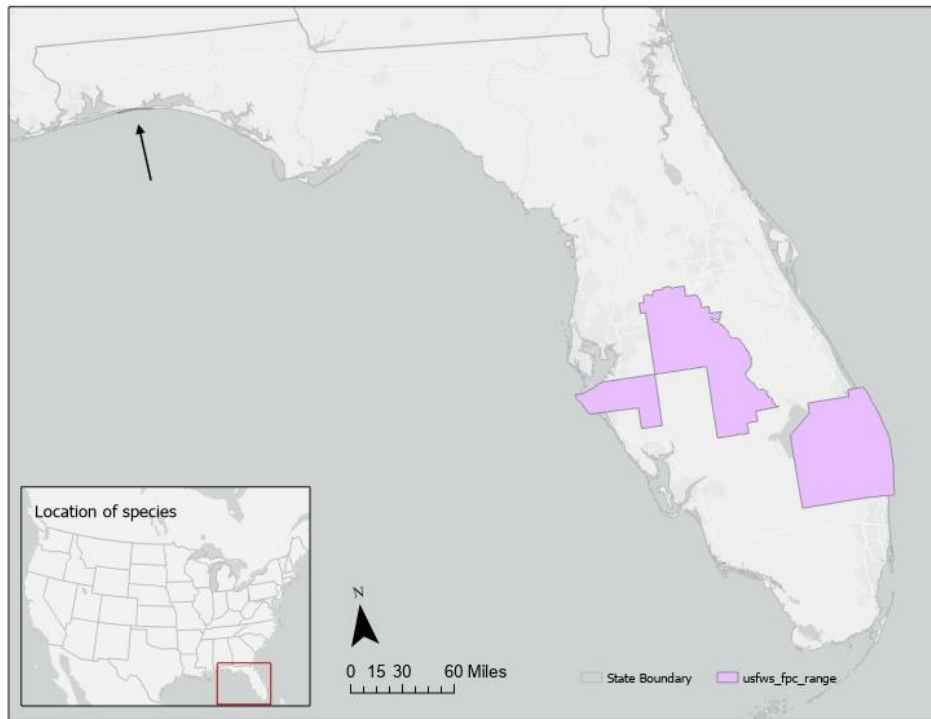 Location of species
N
0 15 30 60 Miles
State Boundary usfws_fpc_range